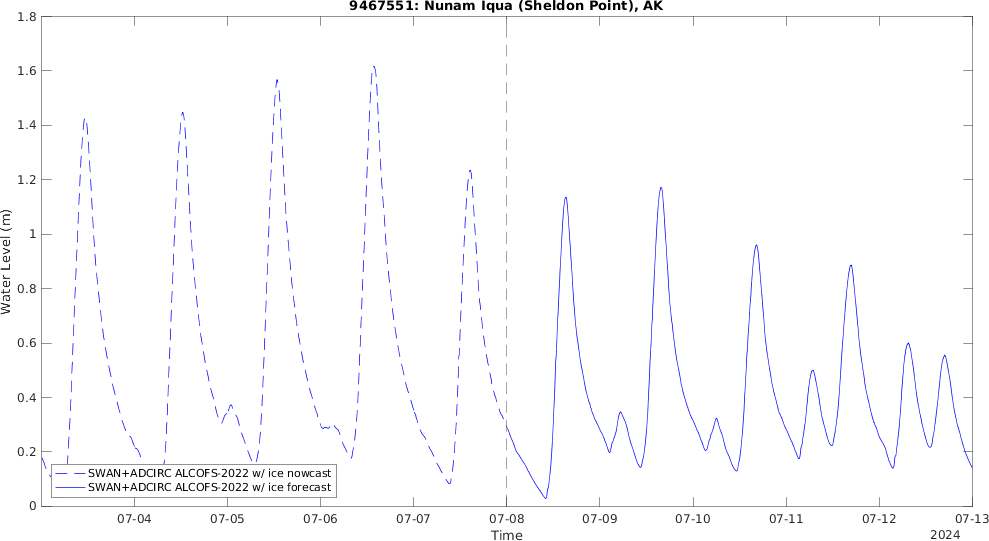 9467551: Nunam Iqua (Sheldon Point), AK
Water Level (m)
1.8
1.6
1.4
1.2
1
0.8
0.6
0.4
0.2
0
SWAN+ADCIRC ALCOFS-2022 w/ ice nowcast
SWAN+ADCIRC ALCOFS-2022 w/ ice forecast
07-04 07-05 07-06 07-07 07-08 07-09 07-10 07-11 07-12 07-13
Time
2024